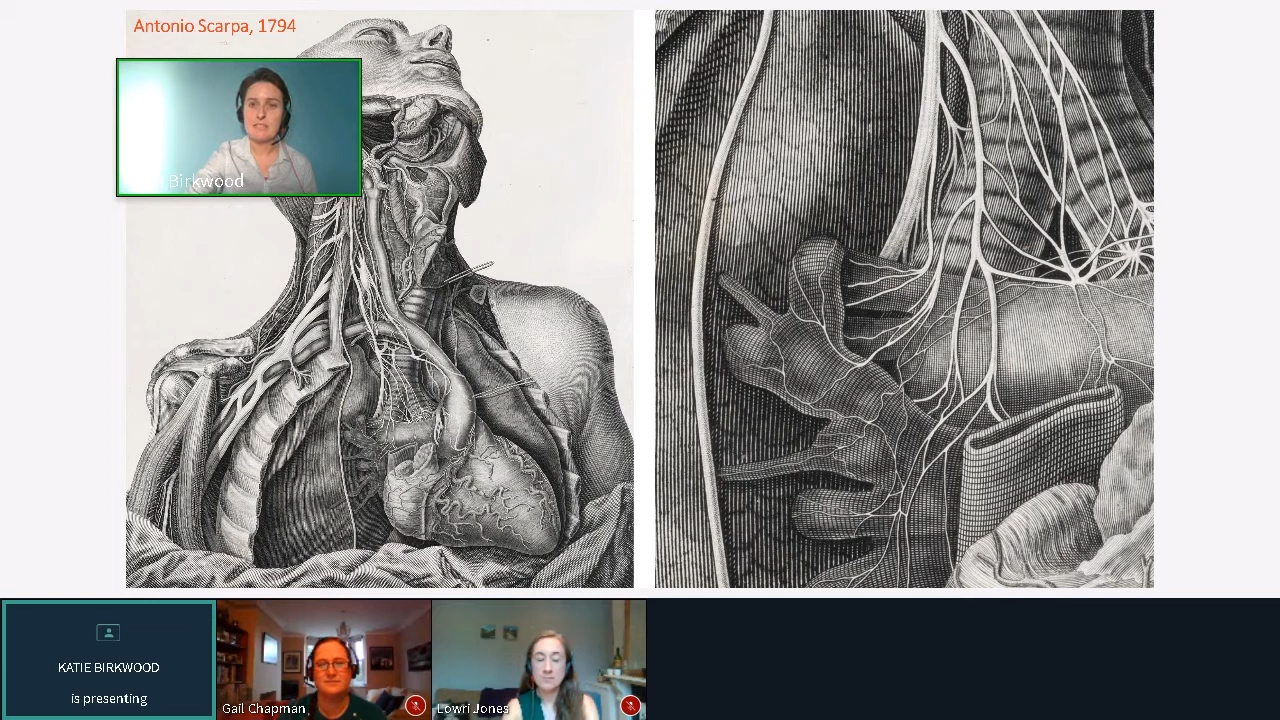 Antonio Scarpa, 1794
Birkwood
KATIE BIRKWOOD
is presenting
Gail Chapman
Lowri Jones